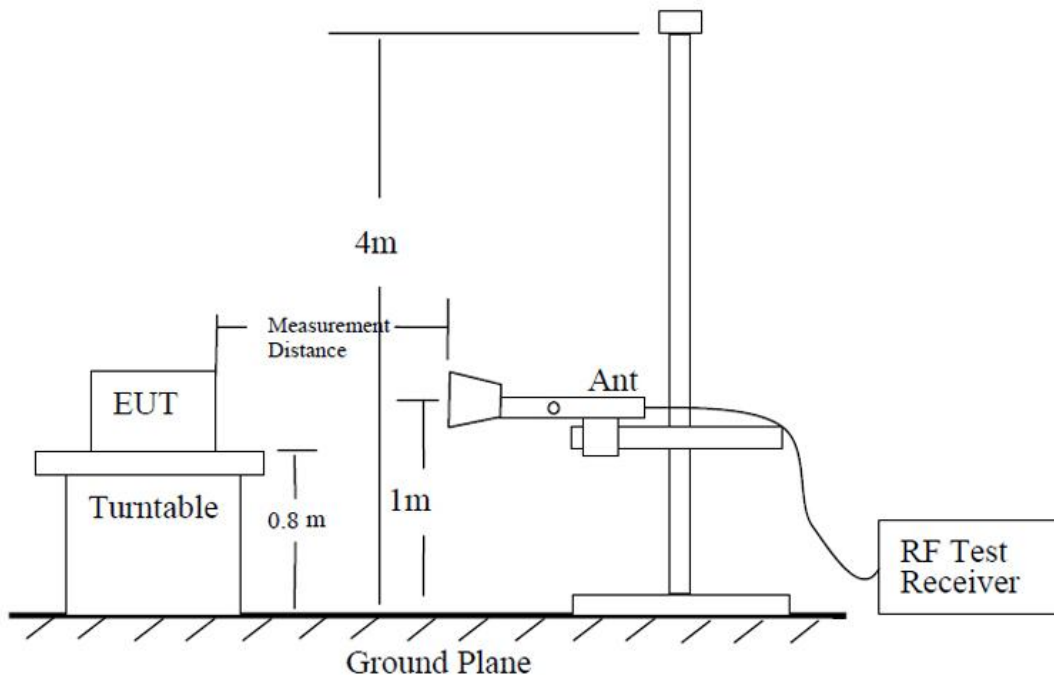 4m
Measurement
Distance
Ant
EUT
1m
Turntable
0.8 m
RF Test
Receiver
Ground Plane